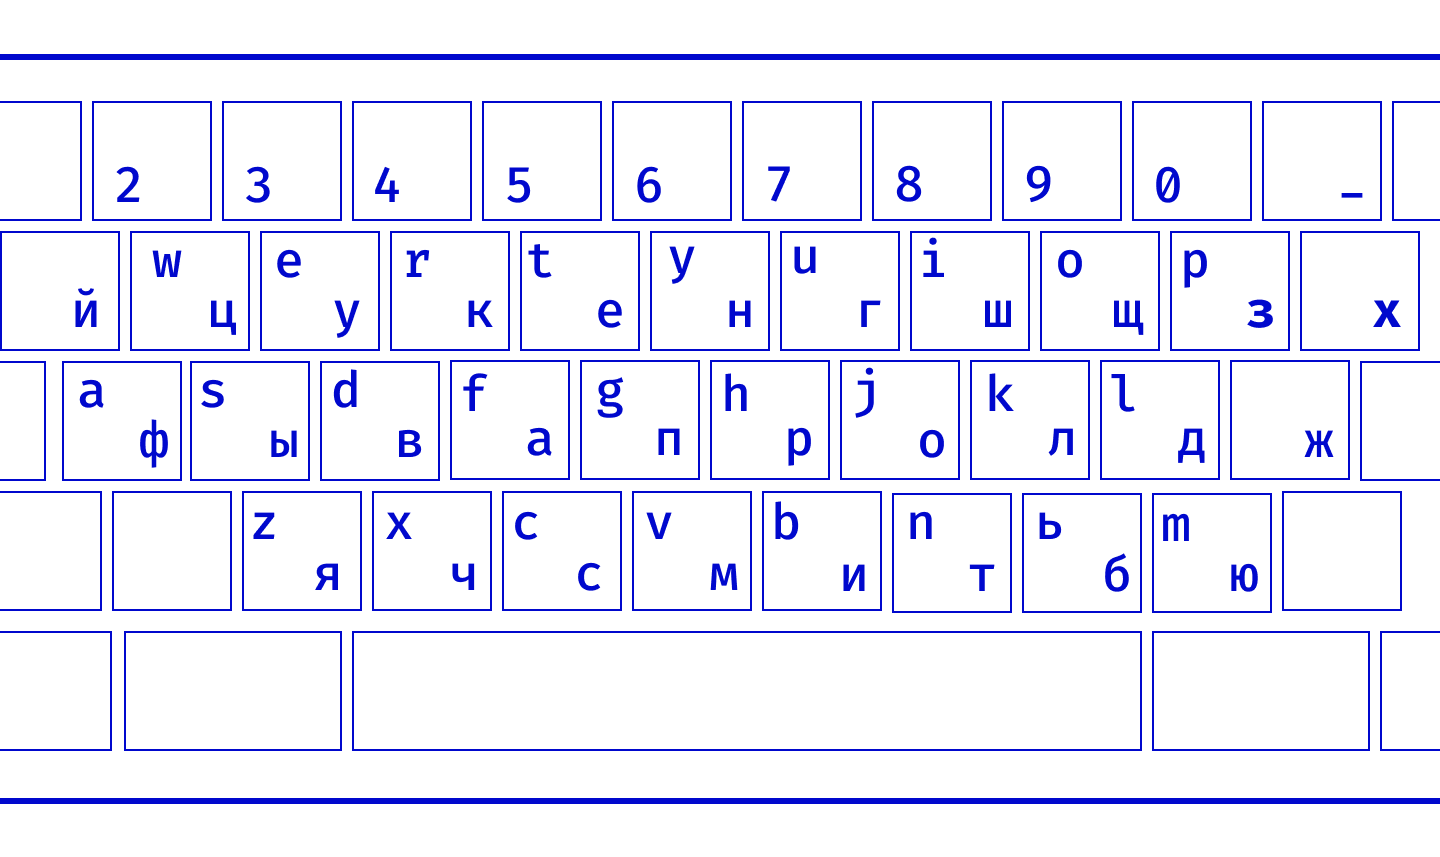 2 3 4 5 6 7 8 9 0 –
й w ц e у r к t е y н u г i ш o щ p з х
a ф s ы d в f а g п h р j о k л l д ж
z я x ч c с v м b и n т ь б m ю